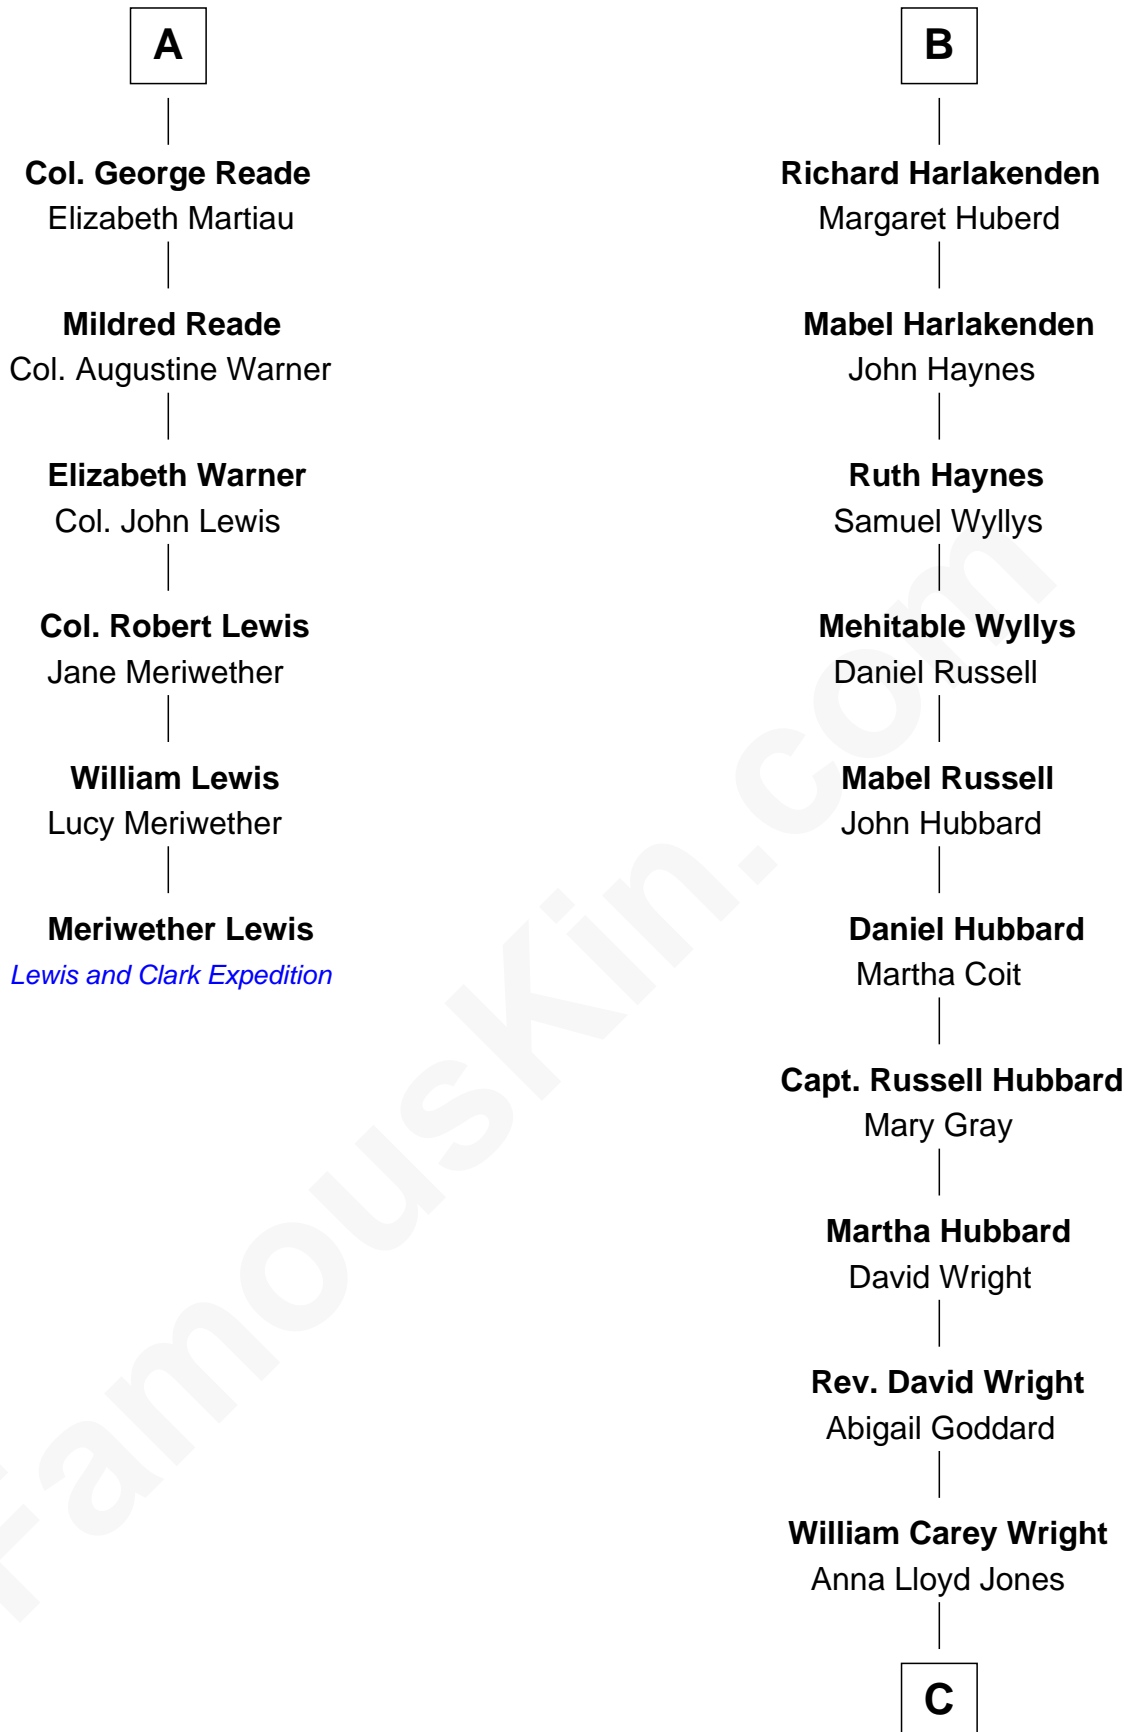 A
Col. George Reade
Elizabeth Martiau
Mildred Reade
Col. Augustine Warner
Elizabeth Warner
Col. John Lewis
Col. Robert Lewis
Jane Meriwether
William Lewis
Lucy Meriwether
Meriwether Lewis
Lewis and Clark Expedition
B
Richard Harlakenden
Margaret Huberd
Mabel Harlakenden
John Haynes
Ruth Haynes
Samuel Wyllys
Mehitable Wyllys
Daniel Russell
Mabel Russell
John Hubbard
Daniel Hubbard
Martha Coit
Capt. Russell Hubbard
Mary Gray
Martha Hubbard
David Wright
Rev. David Wright
Abigail Goddard
William Carey Wright
Anna Lloyd Jones
C
FamousKin.com